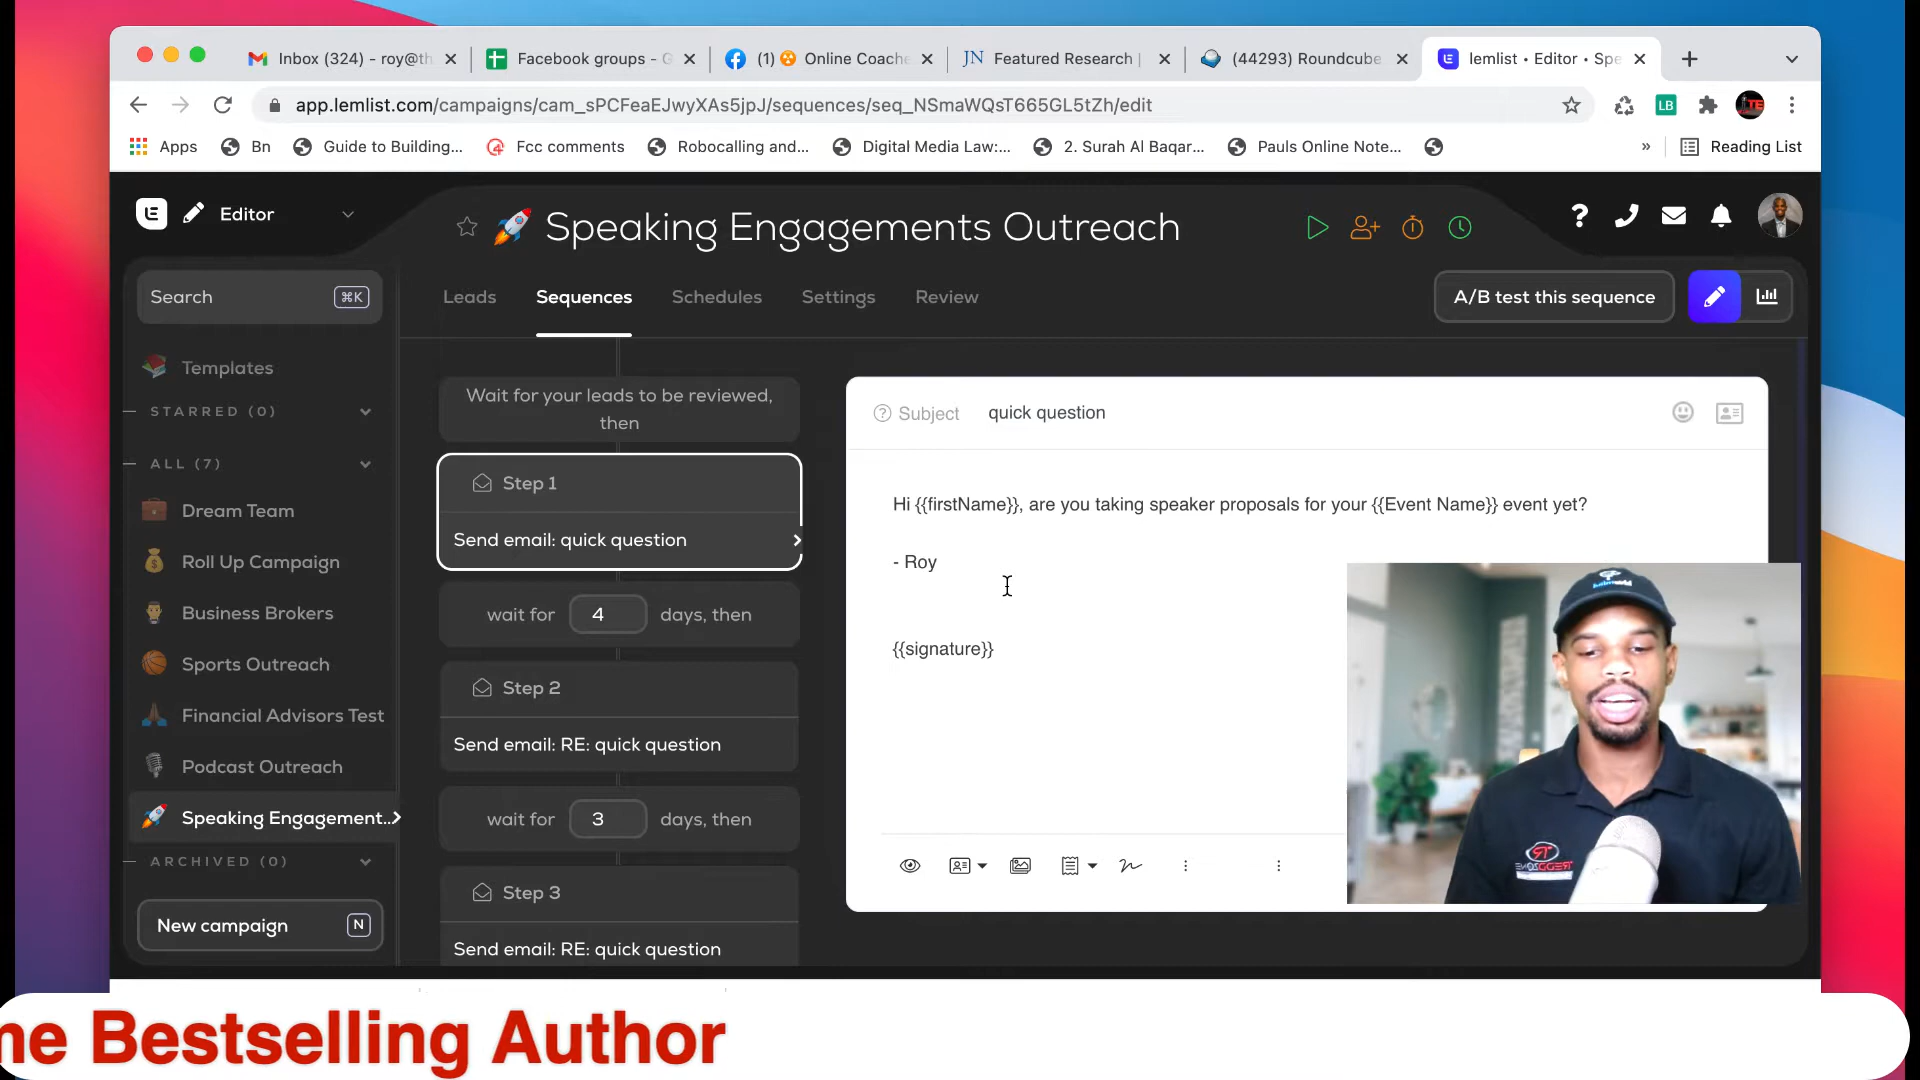 Inbox (324) - roy@th
Facebook groups - G
(1) Online Coache
JN Featured Research |
(44293) Roundcube
lemlist • Editor • Spe
app.lemlist.com/campaigns/cam_sPCFeaEJwyXAs5jpJ/sequences/seq_NSmaWQsT665GL5tZh/edit
LB
Apps
Bn
Guide to Building...
Fcc comments
Robocalling and...
Digital Media Law:...
2. Surah Al Baqar...
Pauls Online Note...
»
Reading List
Editor
Speaking Engagements Outreach
?
Search
⌘K
Leads
Sequences
Schedules
Settings
Review
A/B test this sequence
Templates
STARRED (0)
ALL (7)
Dream Team
Roll Up Campaign
Business Brokers
Sports Outreach
Financial Advisors Test
Podcast Outreach
Speaking Engagement..
ARCHIVED (0)
New campaign
N
Wait for your leads to be reviewed,
then
Step 1
Send email: quick question
wait for 4 days, then
Step 2
Send email: RE: quick question
wait for 3 days, then
Step 3
Send email: RE: quick question
Subject quick question
Hi {{firstName}}, are you taking speaker proposals for your {{Event Name}} event yet?
- Roy
{{signature}}
me Bestselling Author